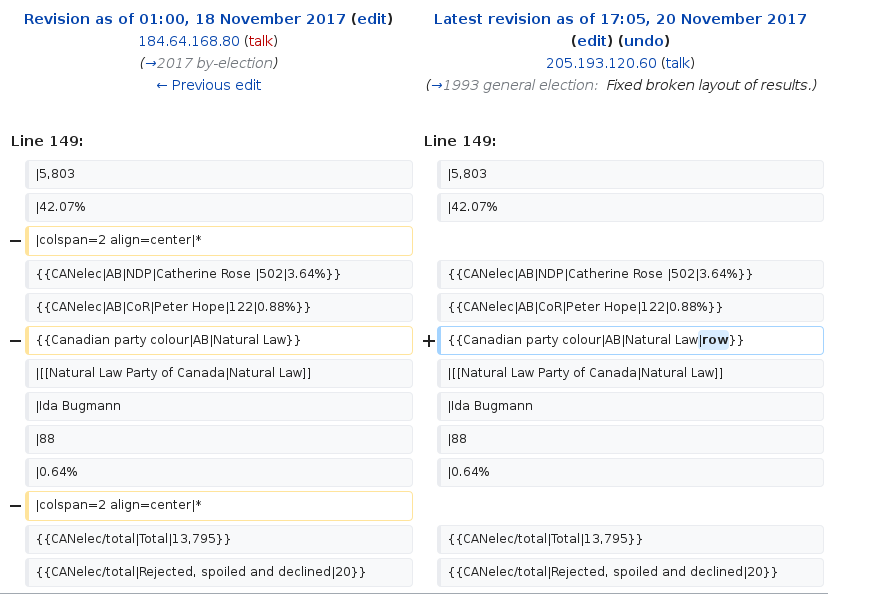 Revision as of 01:00, 18 November 2017 (edit)
184.64.168.80 (talk)
(→2017 by-election)
← Previous edit
Latest revision as of 17:05, 20 November 2017
(edit) (undo)
205.193.120.60 (talk)
(→1993 general election: Fixed broken layout of results.)
Line 149:
Line 149:
|5,803
|5,803
|42.07%
|42.07%
− |colspan=2 align=center|*
{{CANelec|AB|NDP|Catherine Rose |502|3.64%}}
{{CANelec|AB|NDP|Catherine Rose |502|3.64%}}
{{CANelec|AB|CoR|Peter Hope|122|0.88%}}
{{CANelec|AB|CoR|Peter Hope|122|0.88%}}
− {{Canadian party colour|AB|Natural Law}}
+ {{Canadian party colour|AB|Natural Law|row}}
|[[Natural Law Party of Canada|Natural Law]]
|[[Natural Law Party of Canada|Natural Law]]
|Ida Bugmann
|Ida Bugmann
|88
|88
|0.64%
|0.64%
− |colspan=2 align=center|*
{{CANelec/total|Total|13,795}}
{{CANelec/total|Total|13,795}}
{{CANelec/total|Rejected, spoiled and declined|20}}
{{CANelec/total|Rejected, spoiled and declined|20}}